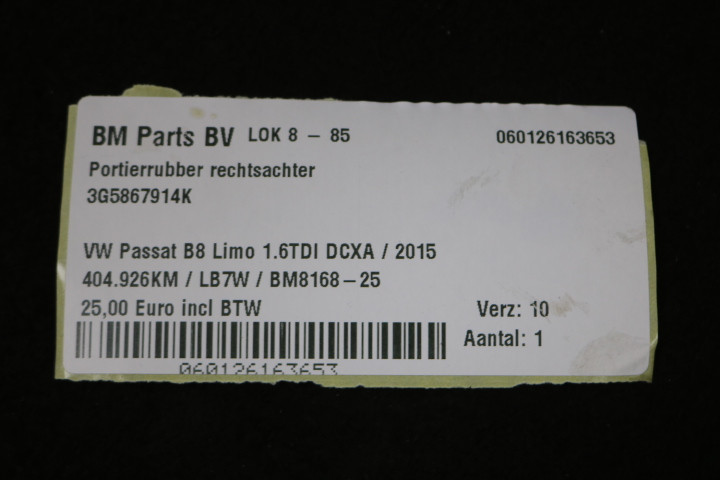 BM Parts BV LOK 8 – 85 060126163653
Portierrubber rechtsachter
3G5867914K
VW Passat B8 Limo 1.6TDI DCXA / 2015
404.926KM / LB7W / BM8168–25
25,00 Euro incl BTW Verz: 10
Aantal: 1
060126163653